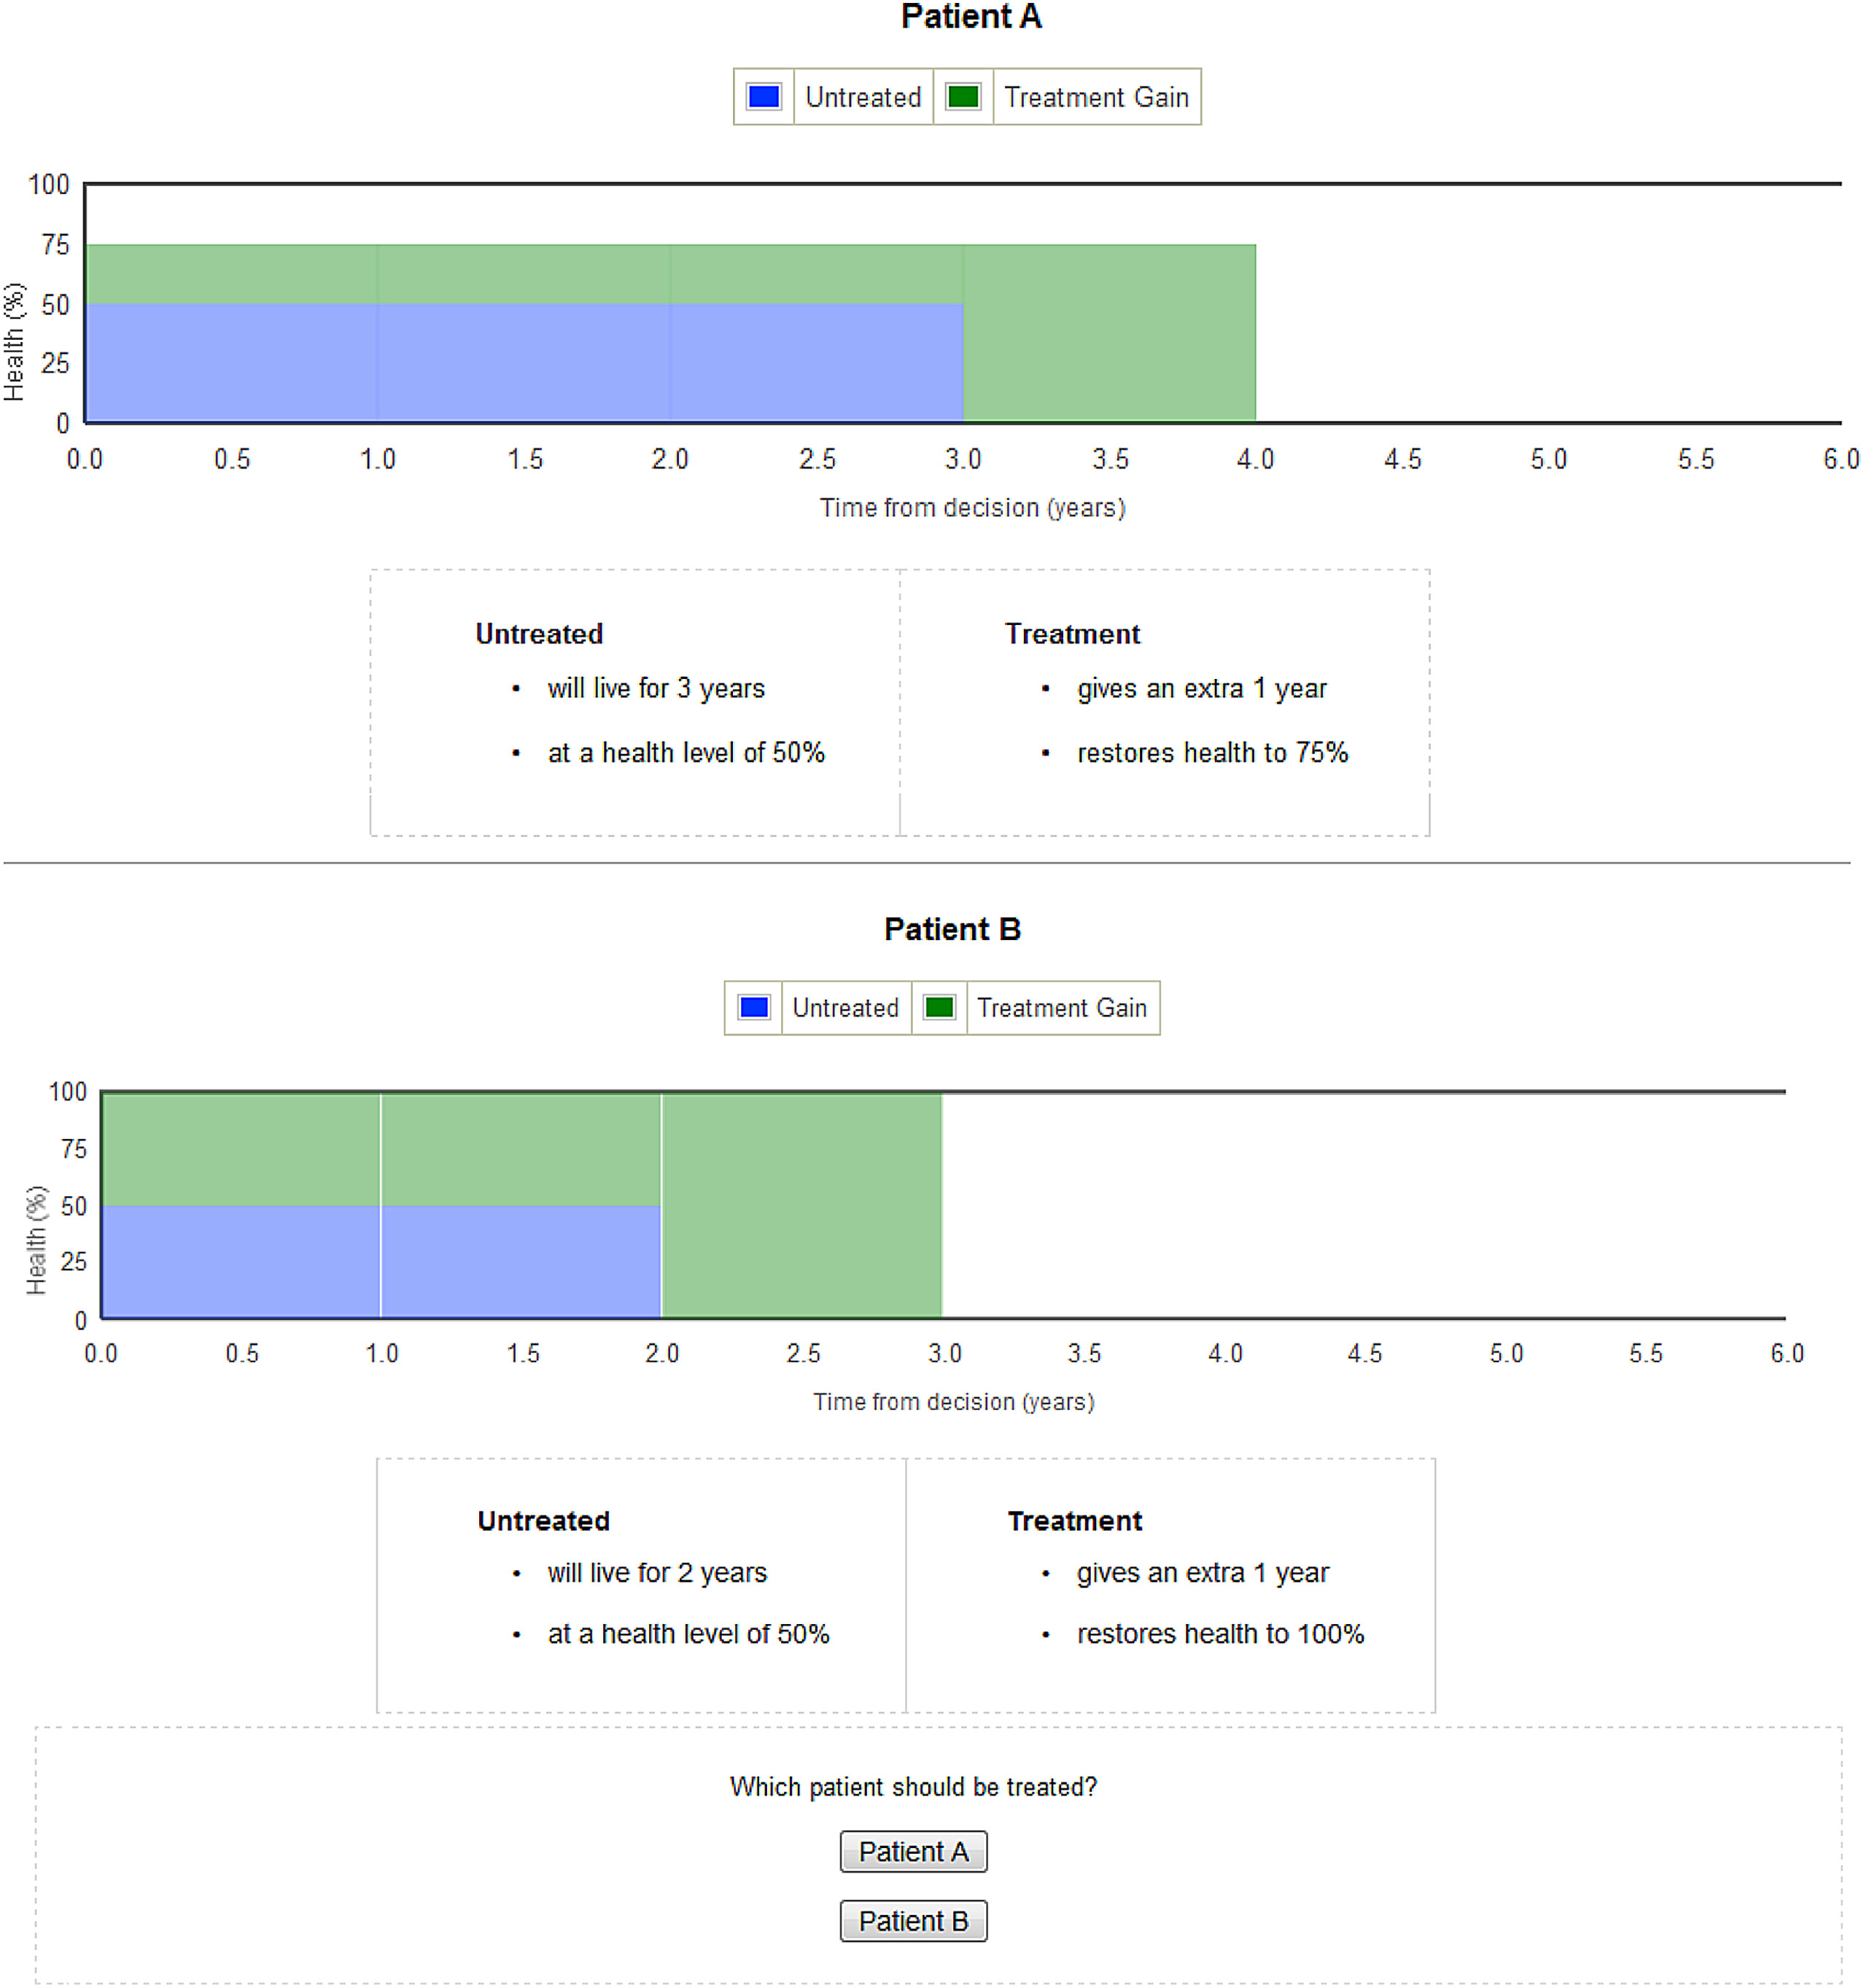 Patient A
Untreated Treatment Gain
100
75
50
25
0
Health (%)
0.0 0.5 1.0 1.5 2.0 2.5 3.0 3.5 4.0 4.5 5.0 5.5 6.0
Time from decision (years)
Untreated
• will live for 3 years
• at a health level of 50%
Treatment
• gives an extra 1 year
• restores health to 75%
Patient B
Untreated Treatment Gain
100
75
50
25
0
Health (%)
0.0 0.5 1.0 1.5 2.0 2.5 3.0 3.5 4.0 4.5 5.0 5.5 6.0
Time from decision (years)
Untreated
• will live for 2 years
• at a health level of 50%
Treatment
• gives an extra 1 year
• restores health to 100%
Which patient should be treated?
Patient A
Patient B